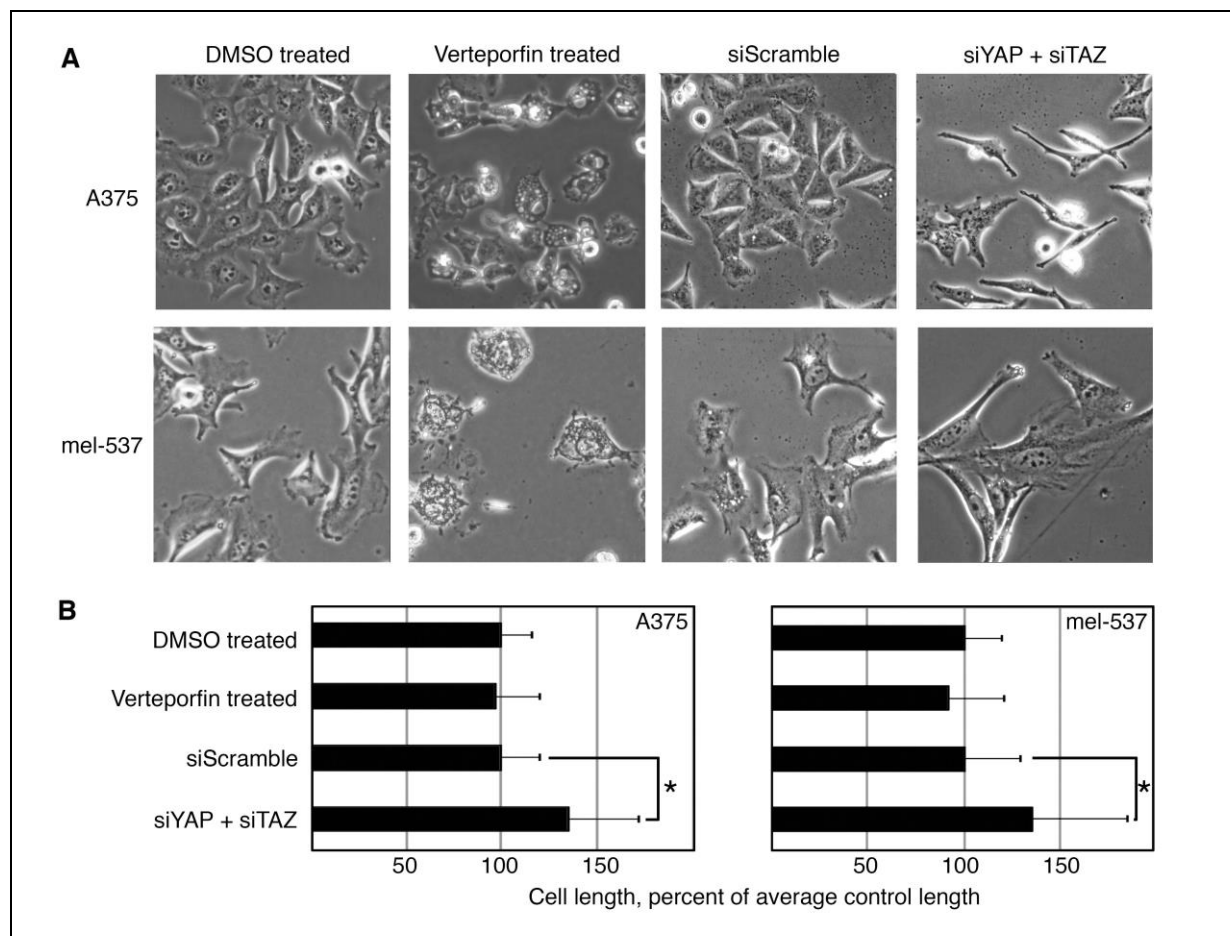 A
DMSO treated Verteporfin treated siScramble siYAP + siTAZ
A375
mel-537
B
A375 mel-537
DMSO treated
Verteporfin treated
siScramble
* *
siYAP + siTAZ
50 100 150 50 100 150
Cell length, percent of average control length